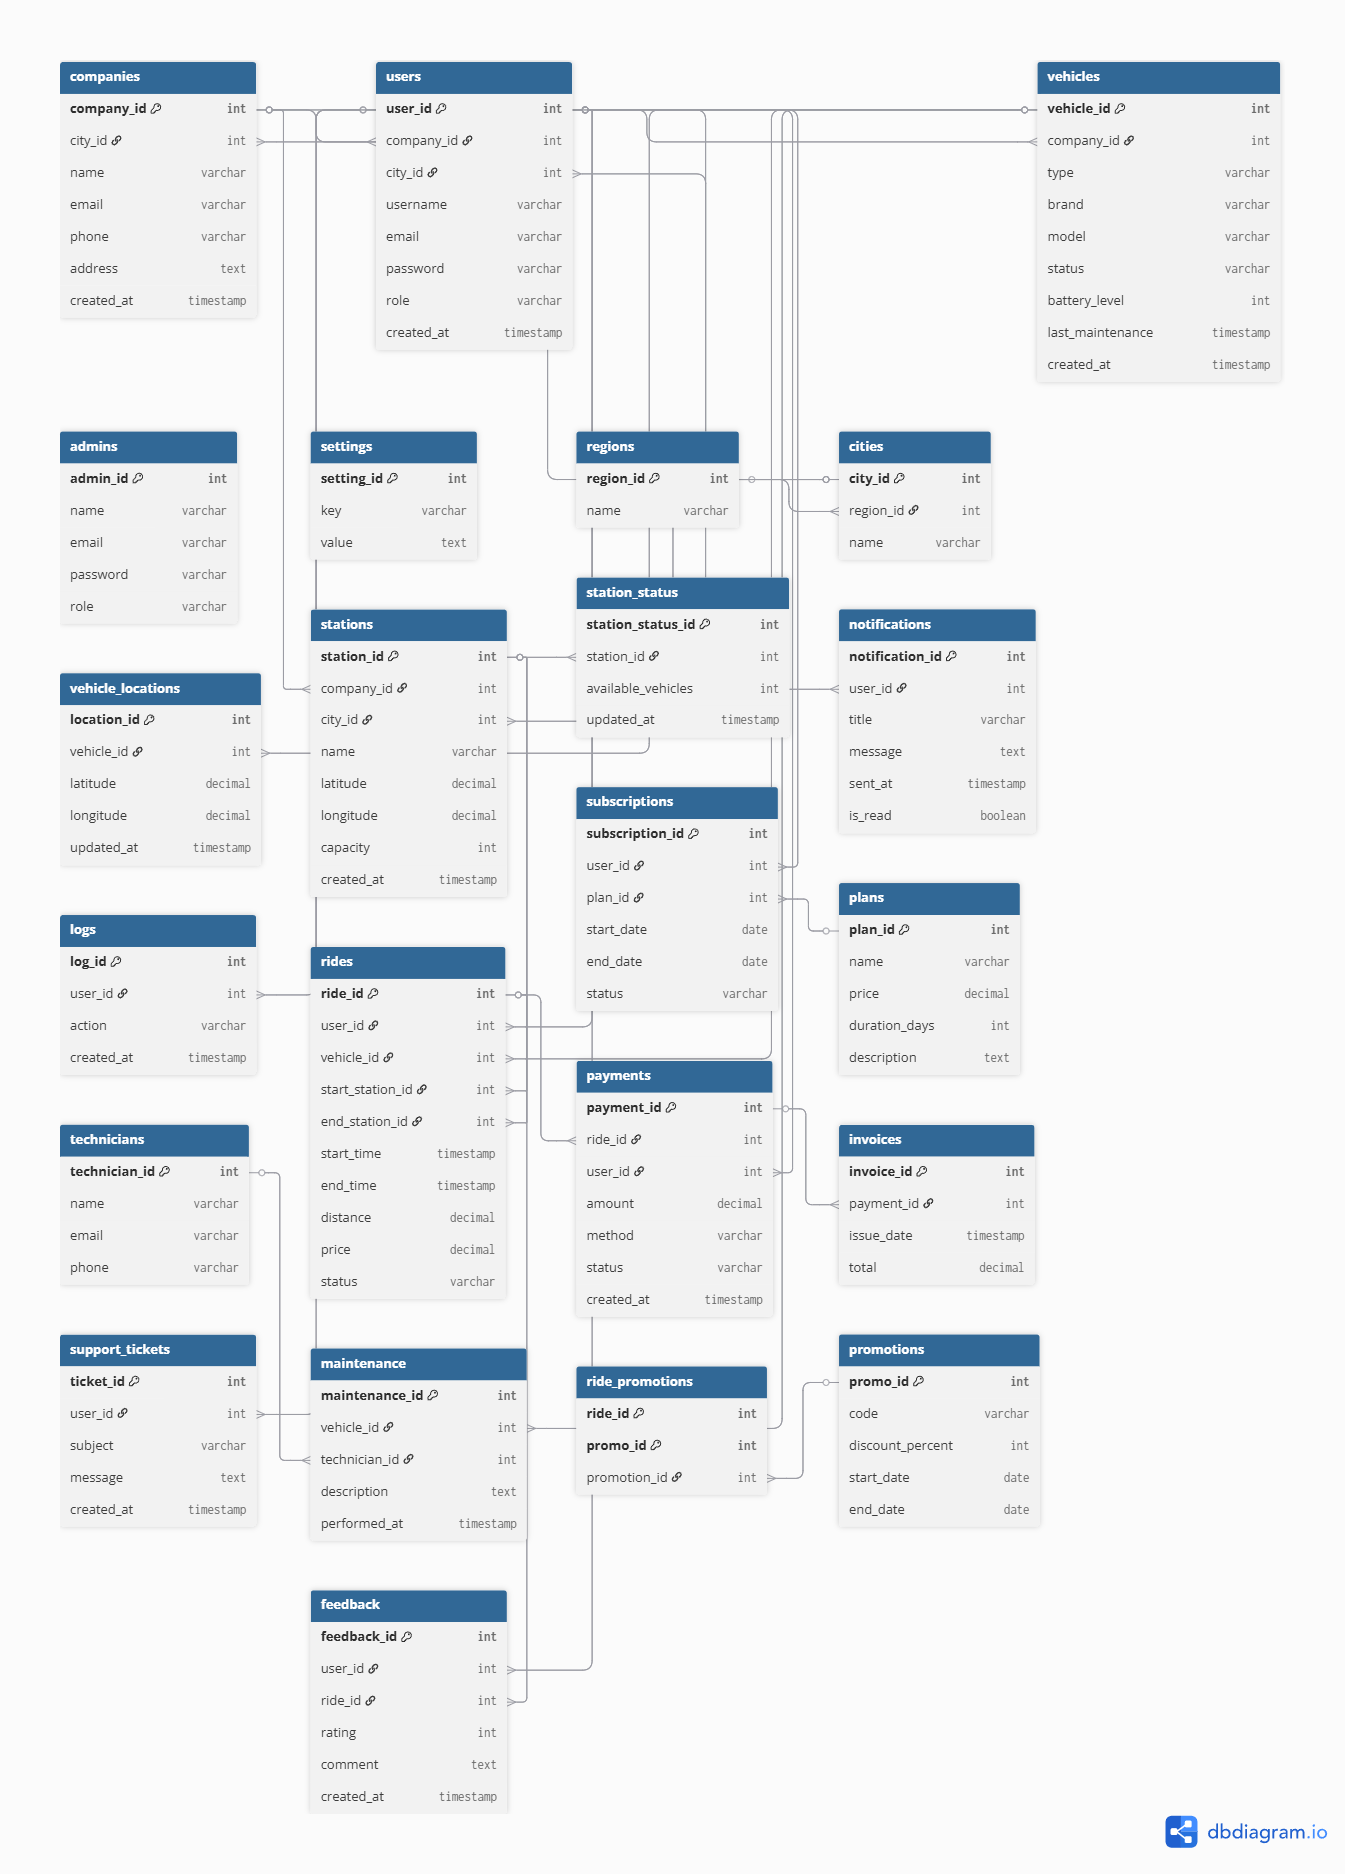 companies
company_id int
city_id int
name varchar
email varchar
phone varchar
address text
created_at timestamp
users
user_id int
company_id int
city_id int
username varchar
email varchar
password varchar
role varchar
created_at timestamp
vehicles
vehicle_id int
company_id int
type varchar
brand varchar
model varchar
status varchar
battery_level int
last_maintenance timestamp
created_at timestamp
admins
admin_id int
name varchar
email varchar
password varchar
role varchar
settings
setting_id int
key varchar
value text
regions
region_id int
name varchar
cities
city_id int
region_id int
name varchar
station_status
station_status_id int
station_id int
available_vehicles int
updated_at timestamp
stations
station_id int
company_id int
city_id int
name varchar
latitude decimal
longitude decimal
capacity int
created_at timestamp
notifications
notification_id int
user_id int
title varchar
message text
sent_at timestamp
is_read boolean
vehicle_locations
location_id int
vehicle_id int
latitude decimal
longitude decimal
updated_at timestamp
subscriptions
subscription_id int
user_id int
plan_id int
start_date date
end_date date
status varchar
plans
plan_id int
name varchar
price decimal
duration_days int
description text
logs
log_id int
user_id int
action varchar
created_at timestamp
rides
ride_id int
user_id int
vehicle_id int
start_station_id int
end_station_id int
start_time timestamp
end_time timestamp
distance decimal
price decimal
status varchar
payments
payment_id int
ride_id int
user_id int
amount decimal
method varchar
status varchar
created_at timestamp
technicians
technician_id int
name varchar
email varchar
phone varchar
invoices
invoice_id int
payment_id int
issue_date timestamp
total decimal
support_tickets
ticket_id int
user_id int
subject varchar
message text
created_at timestamp
maintenance
maintenance_id int
vehicle_id int
technician_id int
description text
performed_at timestamp
ride_promotions
ride_id int
promo_id int
promotion_id int
promotions
promo_id int
code varchar
discount_percent int
start_date date
end_date date
feedback
feedback_id int
user_id int
ride_id int
rating int
comment text
created_at timestamp
dbdiagram.io